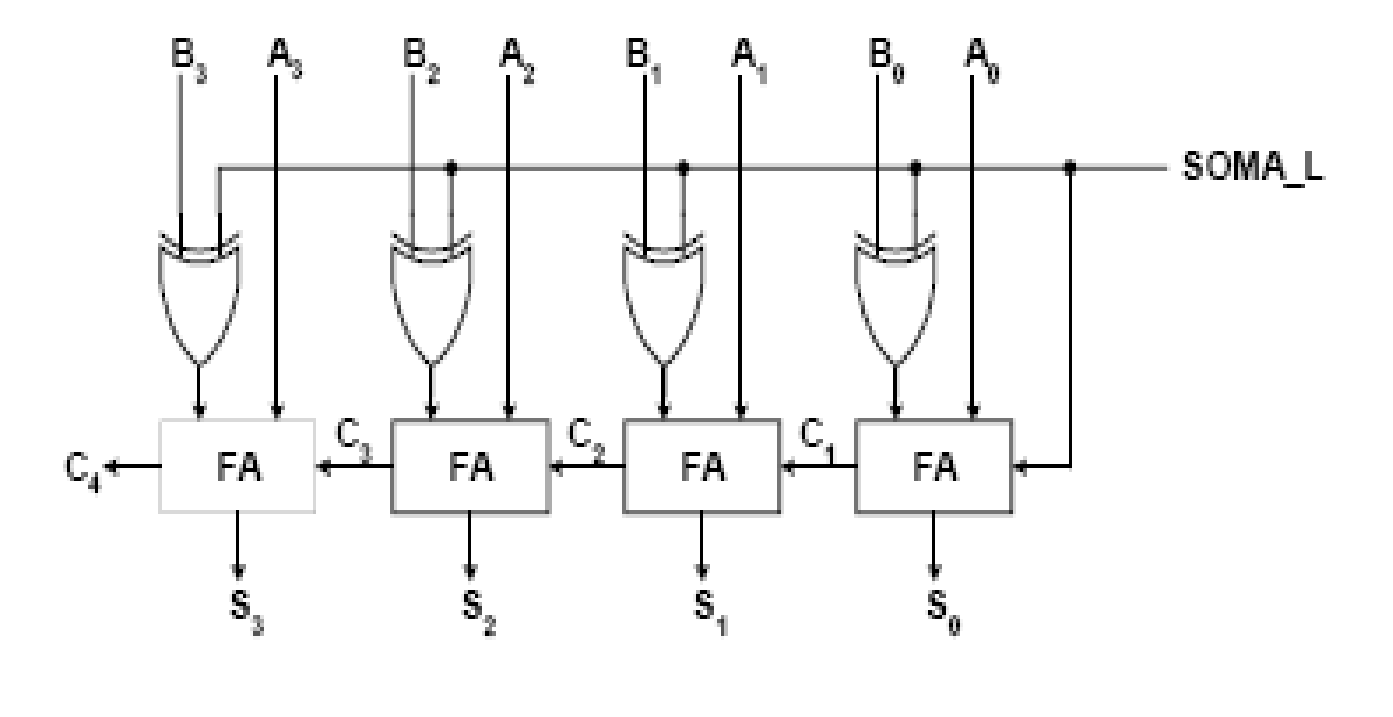 B3 A3 B2 A2 B1 A1 B0 A0
SOMA_L
C3 C2 C1
C4 FA FA FA FA
S3 S2 S1 S0